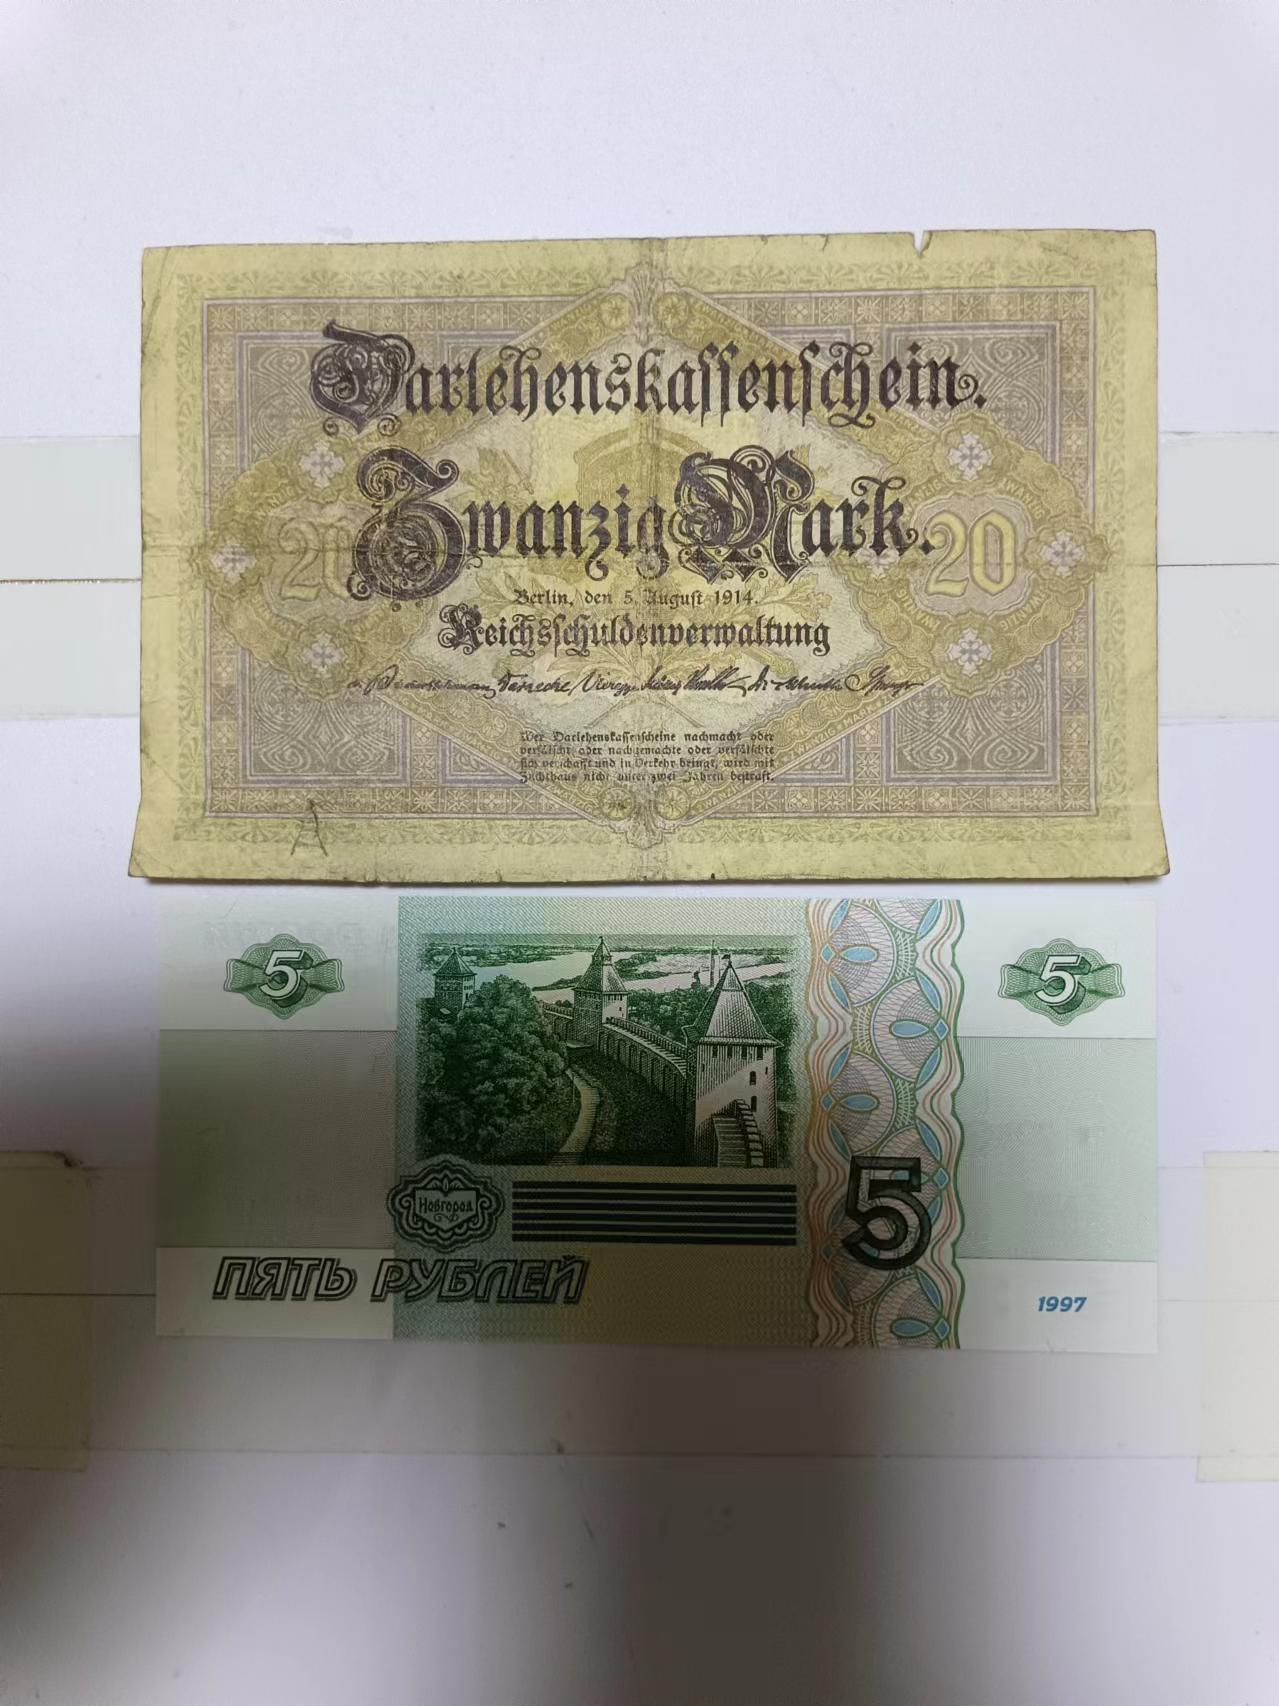 Darlehenskassenschein.
20 Zwanzig Mark. 20
Berlin, den 5. August 1914.
Reichsschuldenverwaltung
Wer Darlehenskassenscheine nachmacht oder
verfälscht, oder nachgemachte oder verfälschte
sich verschafft und in Verkehr bringt, wird mit
Zuchthaus nicht unter zwei Jahren bestraft.
A
5 5
Новгород
5
ПЯТЬ РУБЛЕЙ
1997